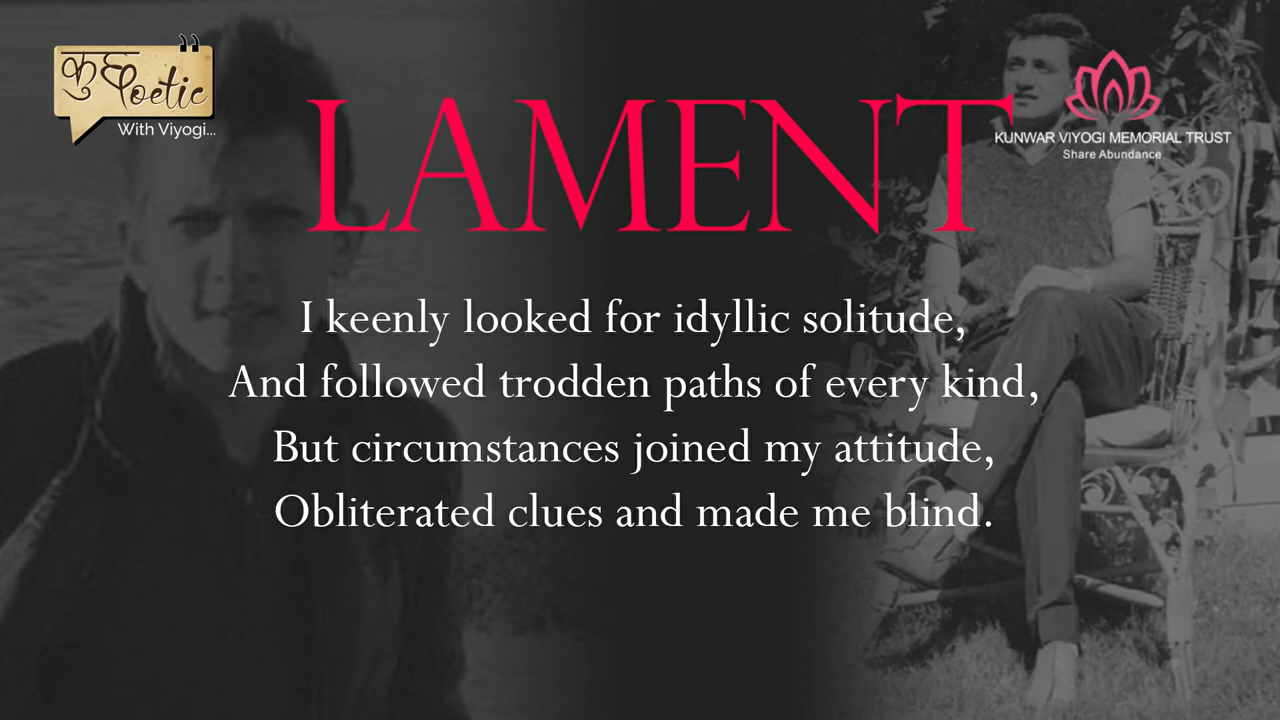 कुछ Poetic
With Viyogi...
LAMENT
KUNWAR VIYOGI MEMORIAL TRUST
Share Abundance
I keenly looked for idyllic solitude,
And followed trodden paths of every kind,
But circumstances joined my attitude,
Obliterated clues and made me blind.